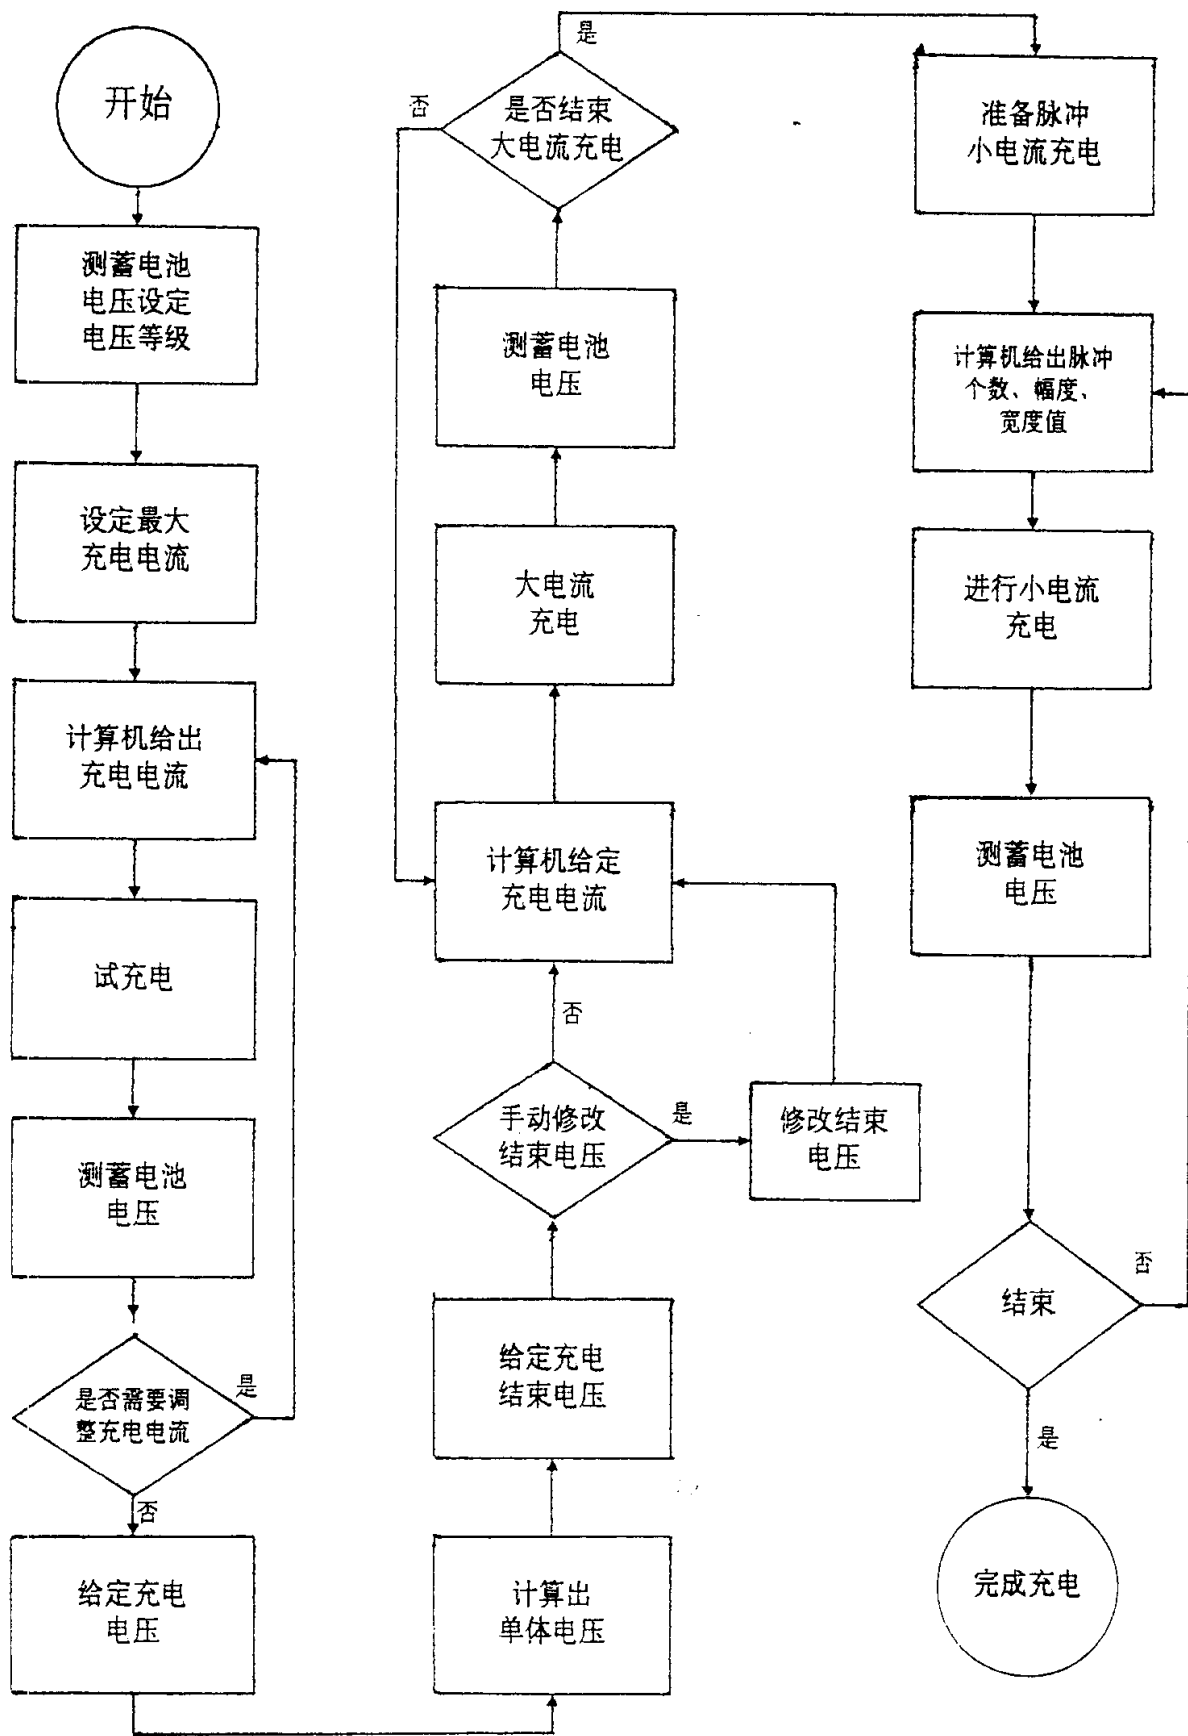 开始
测蓄电池
电压设定
电压等级
设定最大
充电电流
计算机给出
充电电流
试充电
测蓄电池
电压
是否需要调
整充电电流
是
否
给定充电
电压
计算出
单体电压
给定充电
结束电压
手动修改
结束电压
是
修改结束
电压
否
计算机给定
充电电流
大电流
充电
测蓄电池
电压
是否结束
大电流充电
否
是
准备脉冲
小电流充电
计算机给出脉冲
个数、幅度、
宽度值
进行小电流
充电
测蓄电池
电压
结束
否
是
完成充电